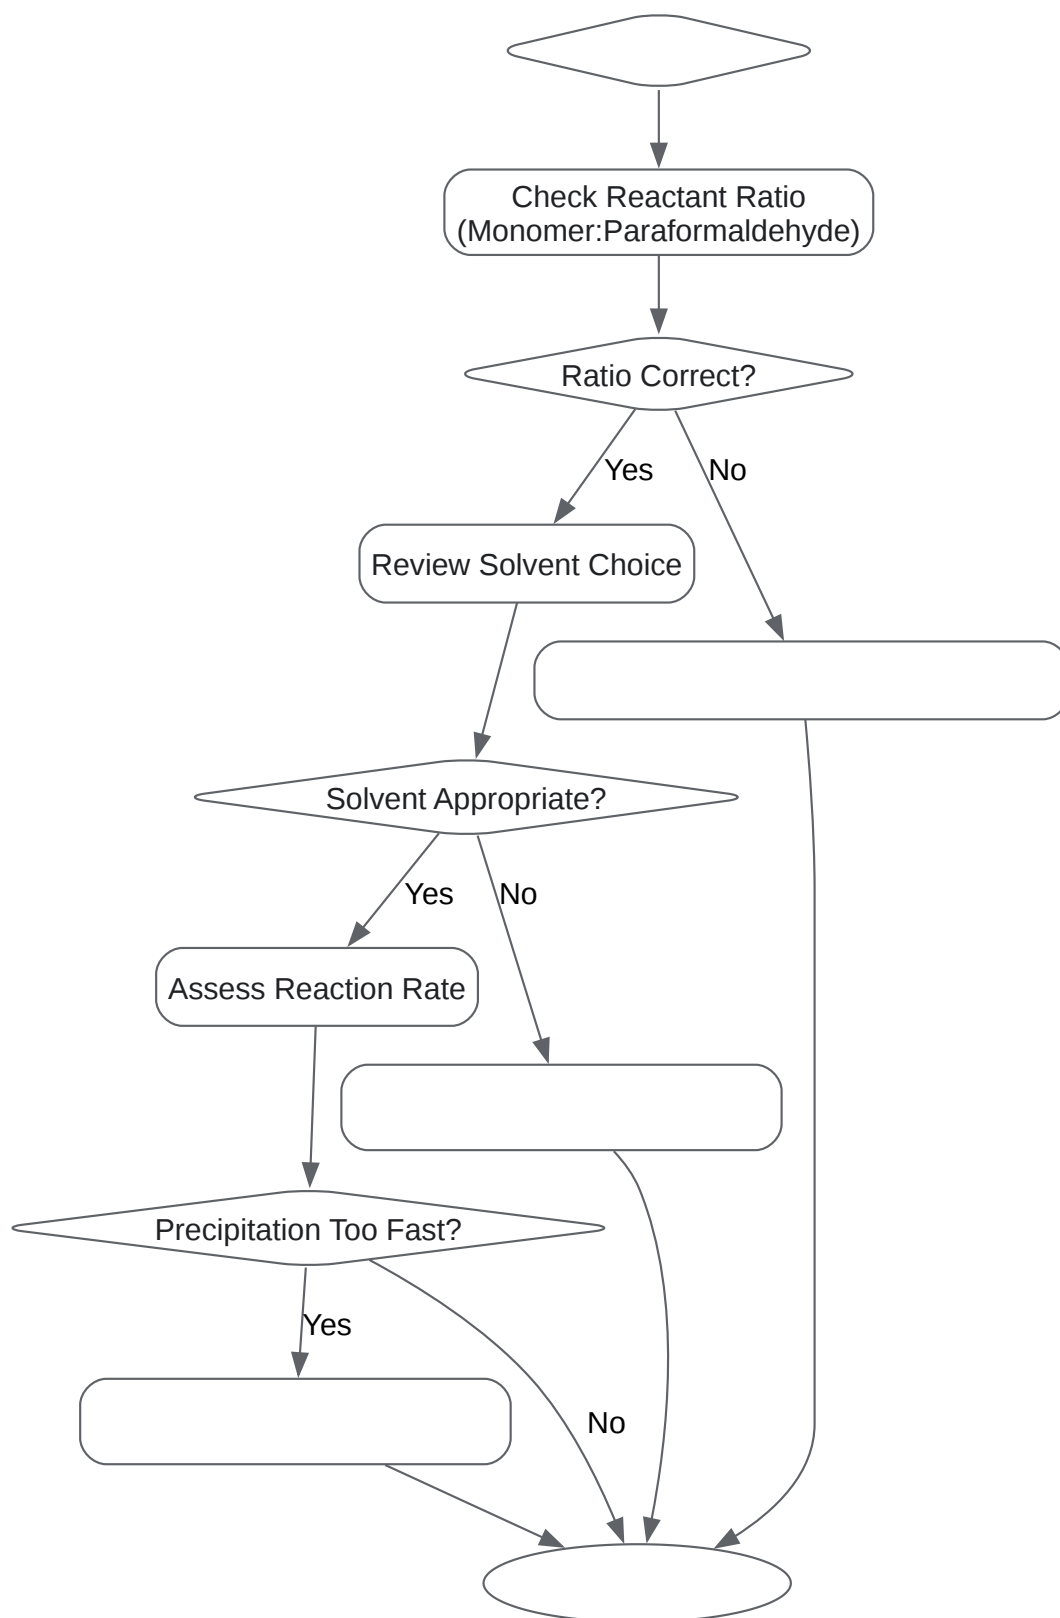 Check Reactant Ratio
(Monomer:Paraformaldehyde)
Ratio Correct?
Yes
No
Review Solvent Choice
Solvent Appropriate?
Yes
No
Assess Reaction Rate
Precipitation Too Fast?
Yes
No